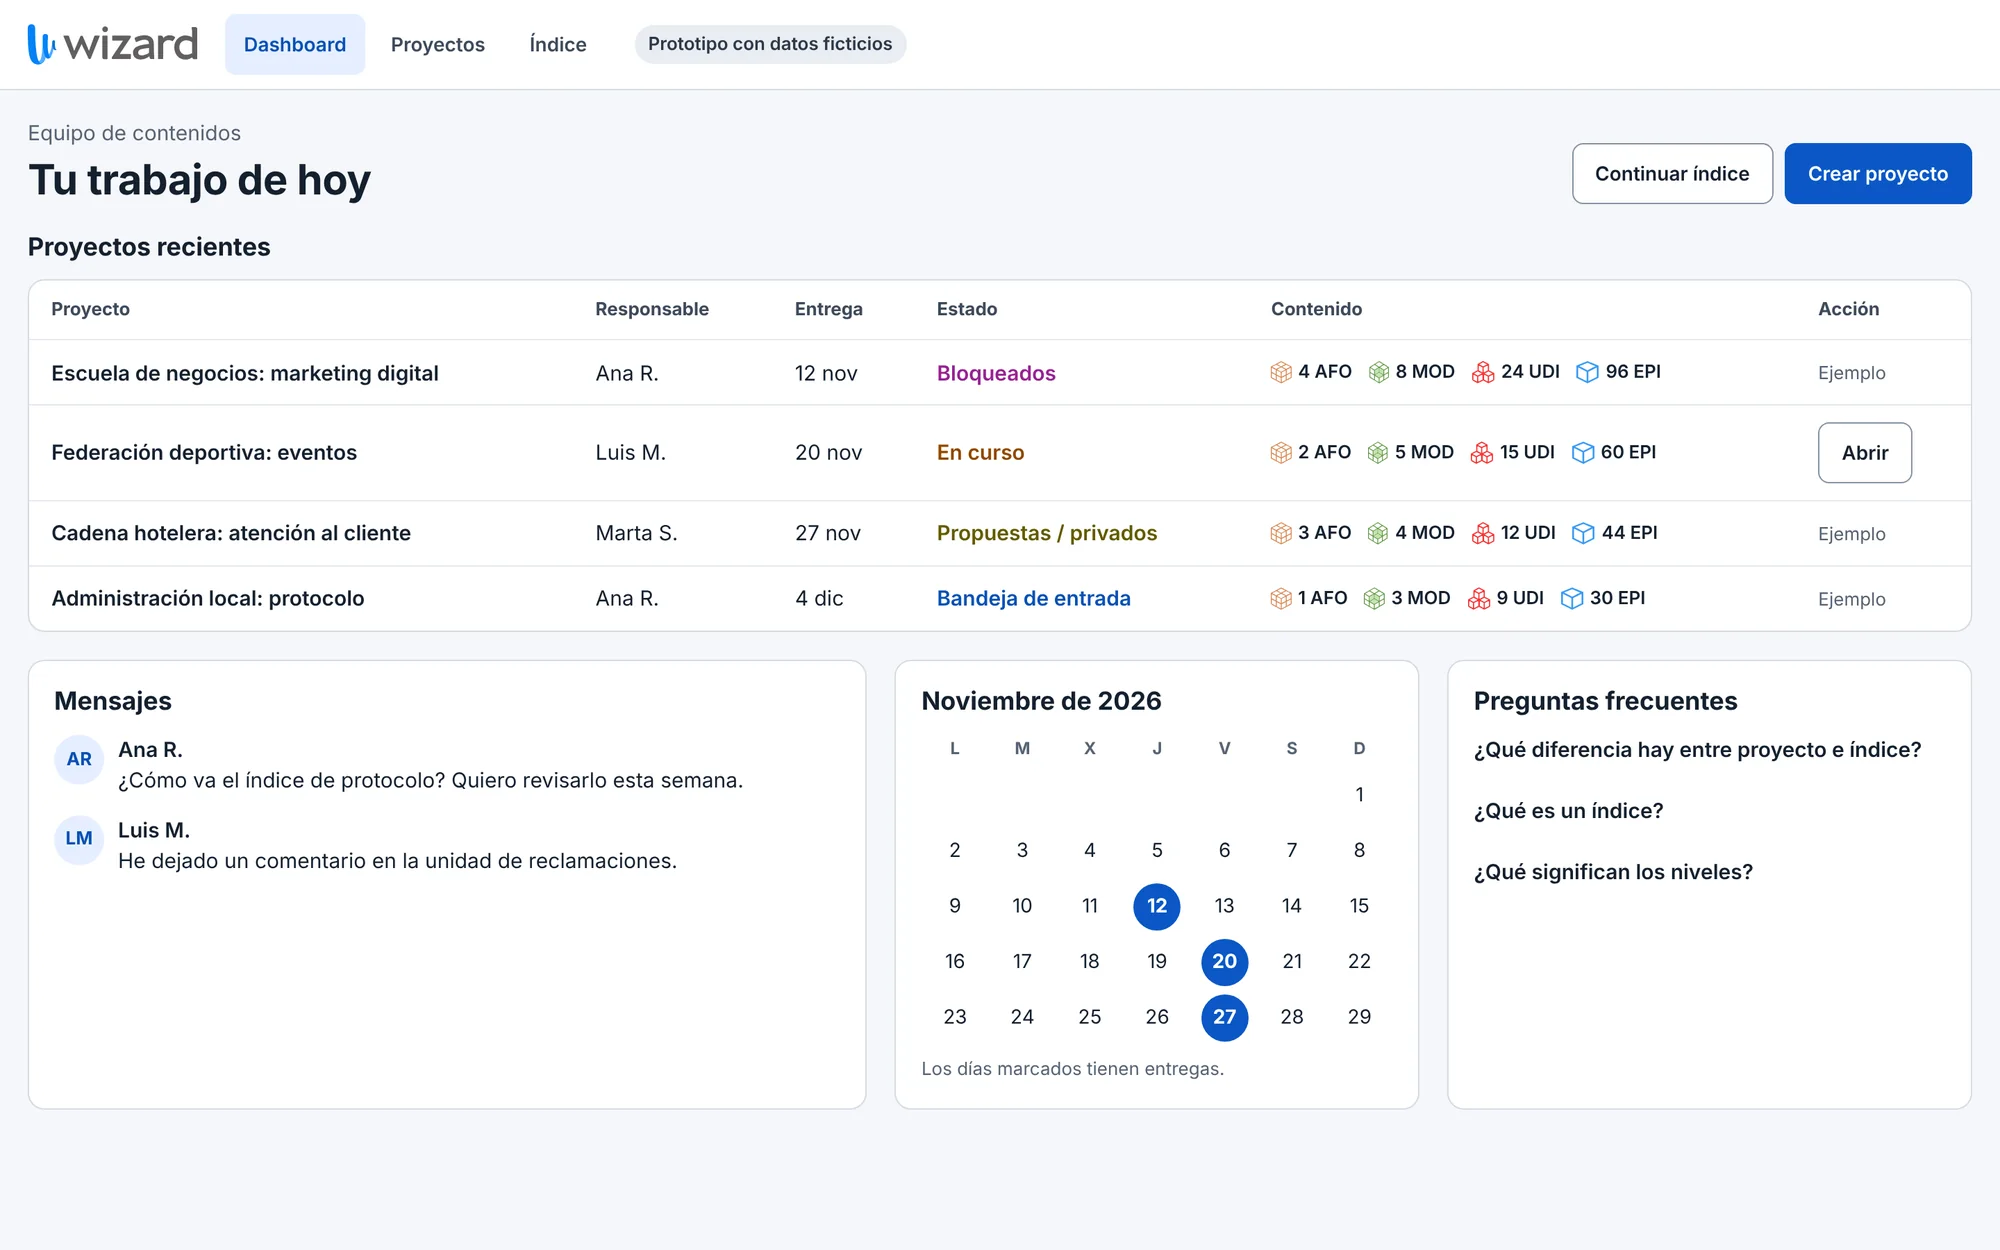 wizard Dashboard Proyectos Índice Prototipo con datos ficticios
Equipo de contenidos
Tu trabajo de hoy
Continuar índice Crear proyecto
Proyectos recientes
Proyecto Responsable Entrega Estado Contenido Acción
Escuela de negocios: marketing digital Ana R. 12 nov Bloqueados 4 AFO 8 MOD 24 UDI 96 EPI Ejemplo
Federación deportiva: eventos Luis M. 20 nov En curso 2 AFO 5 MOD 15 UDI 60 EPI Abrir
Cadena hotelera: atención al cliente Marta S. 27 nov Propuestas / privados 3 AFO 4 MOD 12 UDI 44 EPI Ejemplo
Administración local: protocolo Ana R. 4 dic Bandeja de entrada 1 AFO 3 MOD 9 UDI 30 EPI Ejemplo
Mensajes
AR Ana R.
¿Cómo va el índice de protocolo? Quiero revisarlo esta semana.
LM Luis M.
He dejado un comentario en la unidad de reclamaciones.
Noviembre de 2026
L M X J V S D
1
2 3 4 5 6 7 8
9 10 11 12 13 14 15
16 17 18 19 20 21 22
23 24 25 26 27 28 29
Los días marcados tienen entregas.
Preguntas frecuentes
¿Qué diferencia hay entre proyecto e índice?
¿Qué es un índice?
¿Qué significan los niveles?